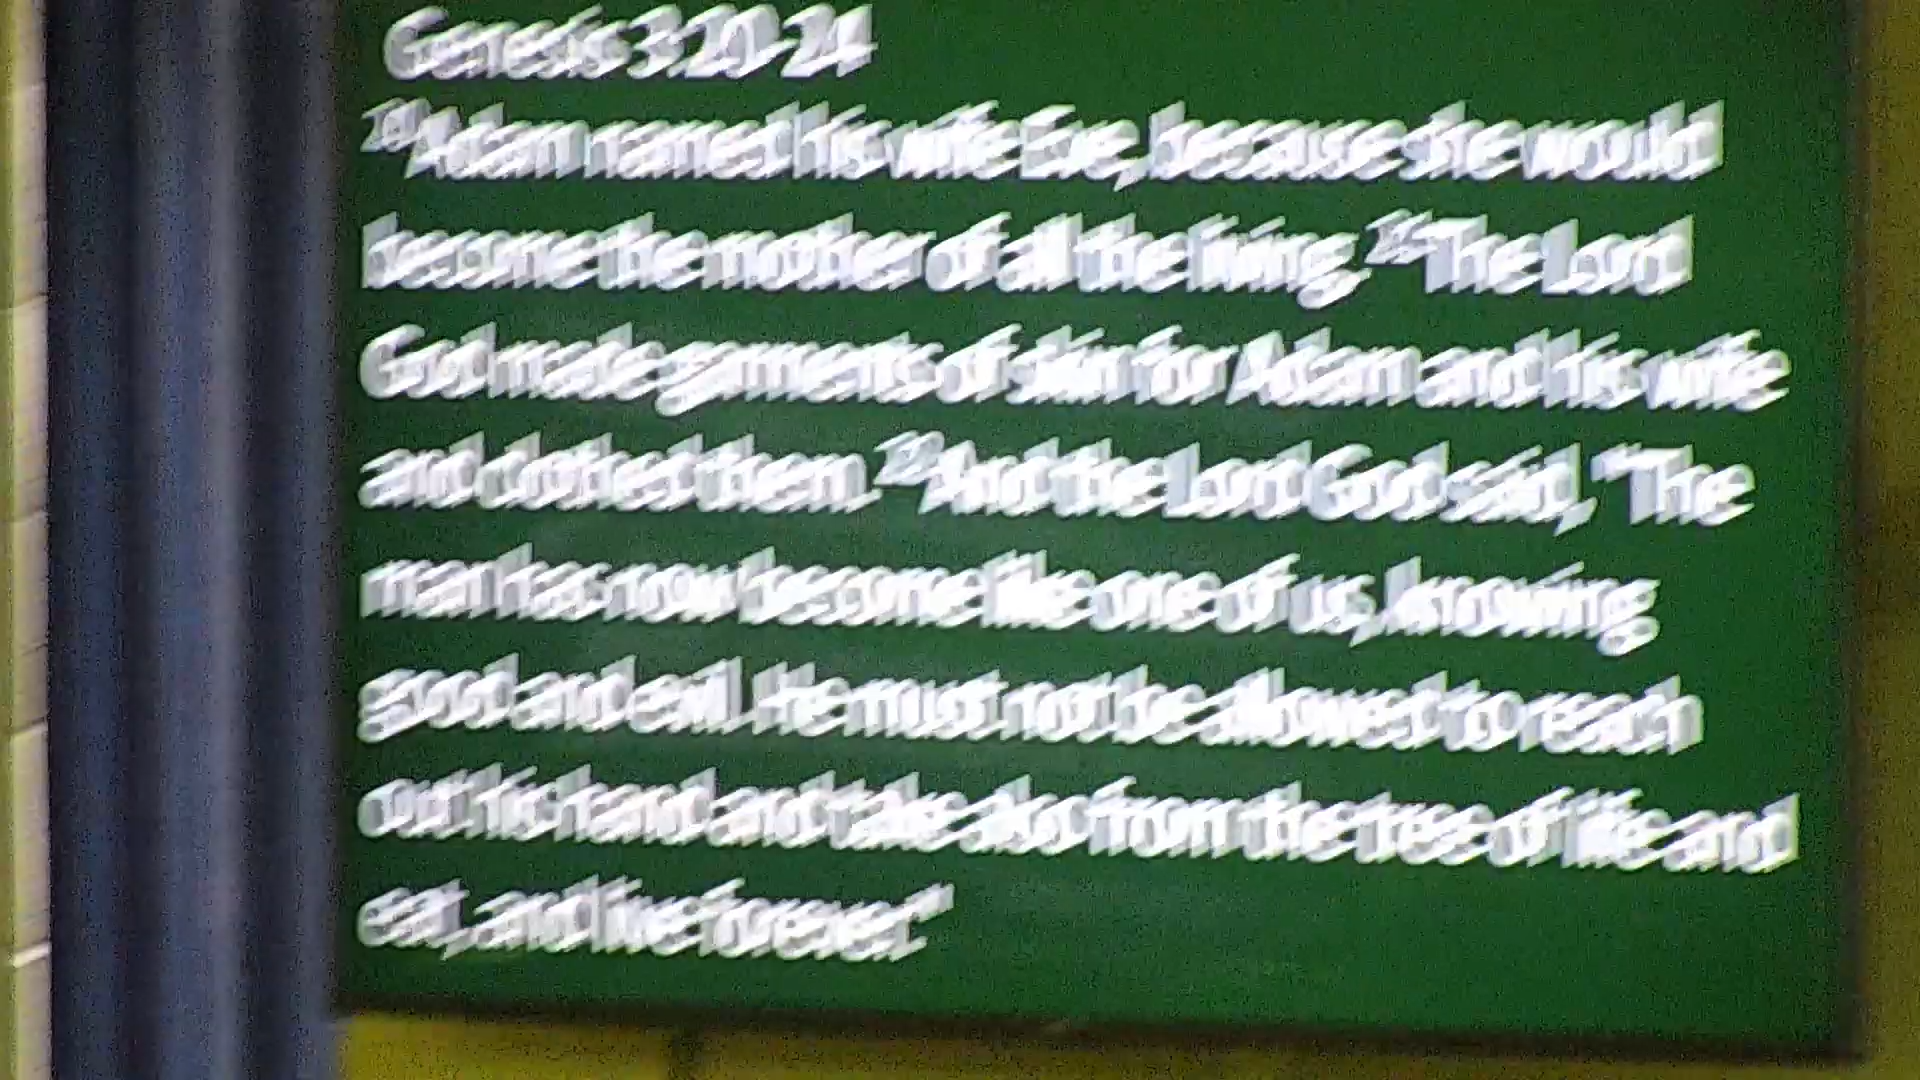 Genesis 3:20-24
20 Adam named his wife Eve, because she would
become the mother of all the living. 21 The Lord
God made garments of skin for Adam and his wife
and clothed them. 22 And the Lord God said, "The
man has now become like one of us, knowing
good and evil. He must not be allowed to reach
out his hand and take also from the tree of life and
eat, and live forever."